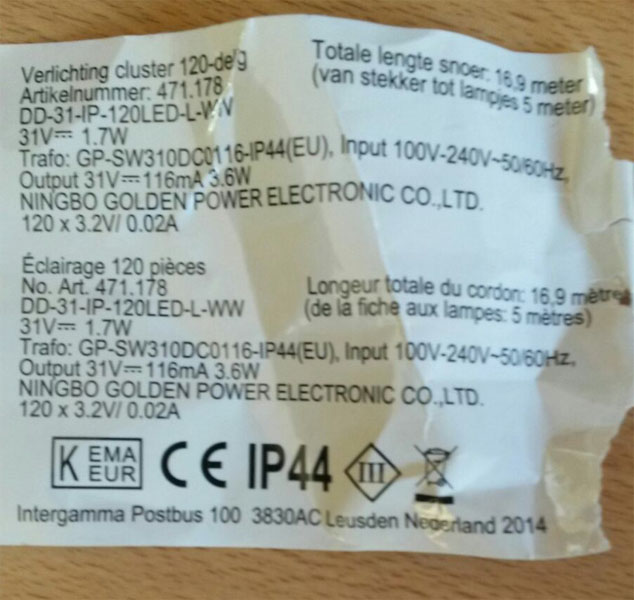 Verlichting cluster 120-delg
Artikelnummer: 471.178
DD-31-IP-120LED-L-WW
31V⎓ 1.7W
Totale lengte snoer: 16,9 meter
(van stekker tot lampjes 5 meter)
Trafo: GP-SW310DC0116-IP44(EU), Input 100V-240V~50/60Hz,
Output 31V⎓116mA 3.6W
NINGBO GOLDEN POWER ELECTRONIC CO.,LTD.
120 x 3.2V/ 0.02A
Éclairage 120 pièces
No. Art. 471.178
DD-31-IP-120LED-L-WW
31V⎓ 1.7W
Longeur totale du cordon: 16,9 mètres
(de la fiche aux lampes: 5 mètres)
Trafo: GP-SW310DC0116-IP44(EU), Input 100V-240V~50/60Hz,
Output 31V⎓116mA 3.6W
NINGBO GOLDEN POWER ELECTRONIC CO.,LTD.
120 x 3.2V/ 0.02A
K EMA EUR CE IP44 III
Intergamma Postbus 100 3830AC Leusden Nederland 2014